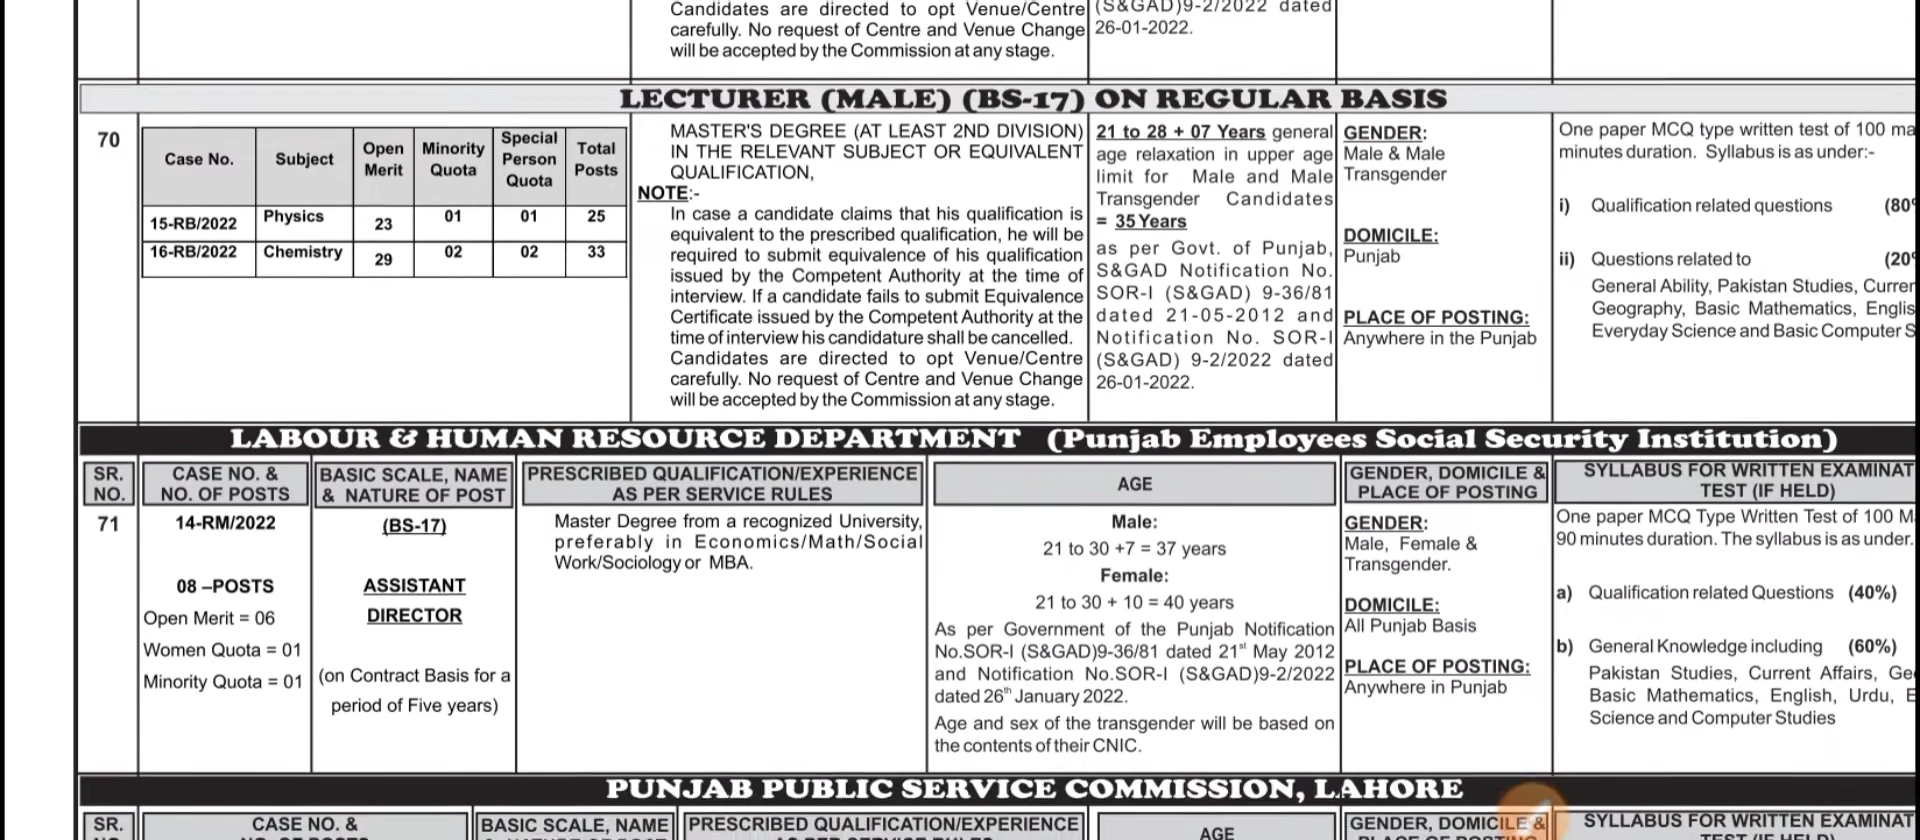 Candidates are directed to opt Venue/Centre
carefully. No request of Centre and Venue Change
will be accepted by the Commission at any stage.
(S&GAD)9-2/2022 dated
26-01-2022.
LECTURER (MALE) (BS-17) ON REGULAR BASIS
70
Case No. Subject Open Merit Minority Quota Special Person Quota Total Posts
15-RB/2022 Physics 23 01 01 25
16-RB/2022 Chemistry 29 02 02 33
MASTER'S DEGREE (AT LEAST 2ND DIVISION)
IN THE RELEVANT SUBJECT OR EQUIVALENT
QUALIFICATION,
NOTE:-
In case a candidate claims that his qualification is
equivalent to the prescribed qualification, he will be
required to submit equivalence of his qualification
issued by the Competent Authority at the time of
interview. If a candidate fails to submit Equivalence
Certificate issued by the Competent Authority at the
time of interview his candidature shall be cancelled.
Candidates are directed to opt Venue/Centre
carefully. No request of Centre and Venue Change
will be accepted by the Commission at any stage.
21 to 28 + 07 Years general
age relaxation in upper age
limit for Male and Male
Transgender Candidates
= 35 Years
as per Govt. of Punjab,
S&GAD Notification No.
SOR-I (S&GAD) 9-36/81
dated 21-05-2012 and
Notification No. SOR-I
(S&GAD) 9-2/2022 dated
26-01-2022.
GENDER:
Male & Male
Transgender
DOMICILE:
Punjab
PLACE OF POSTING:
Anywhere in the Punjab
One paper MCQ type written test of 100 ma
minutes duration. Syllabus is as under:-
i) Qualification related questions (80
ii) Questions related to (20
General Ability, Pakistan Studies, Curren
Geography, Basic Mathematics, Englis
Everyday Science and Basic Computer S
LABOUR & HUMAN RESOURCE DEPARTMENT (Punjab Employees Social Security Institution)
SR. NO.
CASE NO. & NO. OF POSTS
BASIC SCALE, NAME & NATURE OF POST
PRESCRIBED QUALIFICATION/EXPERIENCE
AS PER SERVICE RULES
AGE
GENDER, DOMICILE &
PLACE OF POSTING
SYLLABUS FOR WRITTEN EXAMINAT
TEST (IF HELD)
71
14-RM/2022
08 –POSTS
Open Merit = 06
Women Quota = 01
Minority Quota = 01
(BS-17)
ASSISTANT
DIRECTOR
(on Contract Basis for a
period of Five years)
Master Degree from a recognized University,
preferably in Economics/Math/Social
Work/Sociology or MBA.
Male:
21 to 30 +7 = 37 years
Female:
21 to 30 + 10 = 40 years
As per Government of the Punjab Notification
No.SOR-I (S&GAD)9-36/81 dated 21st May 2012
and Notification No.SOR-I (S&GAD)9-2/2022
dated 26th January 2022.
Age and sex of the transgender will be based on
the contents of their CNIC.
GENDER:
Male, Female &
Transgender.
DOMICILE:
All Punjab Basis
PLACE OF POSTING:
Anywhere in Punjab
One paper MCQ Type Written Test of 100 M
90 minutes duration. The syllabus is as under.
a) Qualification related Questions (40%)
b) General Knowledge including (60%)
Pakistan Studies, Current Affairs, Ge
Basic Mathematics, English, Urdu, E
Science and Computer Studies
PUNJAB PUBLIC SERVICE COMMISSION, LAHORE
SR.
CASE NO. &
BASIC SCALE, NAME
PRESCRIBED QUALIFICATION/EXPERIENCE
AGE
GENDER, DOMICILE &
SYLLABUS FOR WRITTEN EXAMINAT